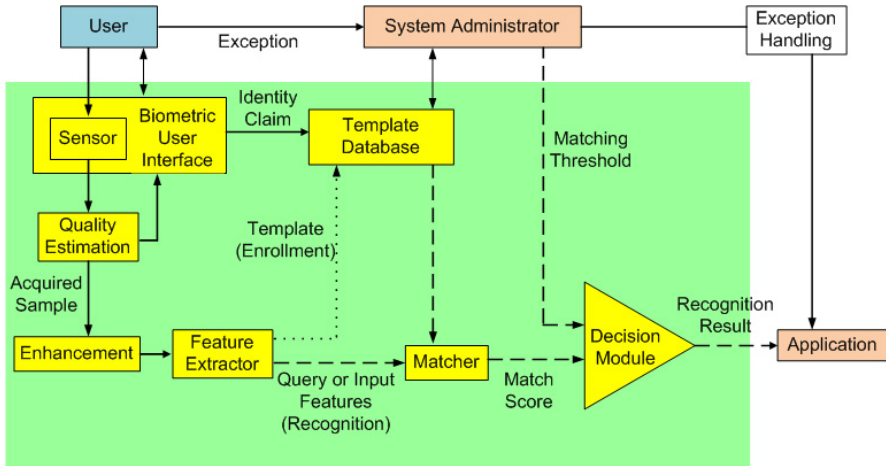 User
Exception
System Administrator
Exception
Handling
Sensor
Biometric
User
Interface
Identity
Claim
Template
Database
Matching
Threshold
Quality
Estimation
Template
(Enrollment)
Acquired
Sample
Enhancement
Feature
Extractor
Query or Input
Features
(Recognition)
Matcher
Match
Score
Decision
Module
Recognition
Result
Application